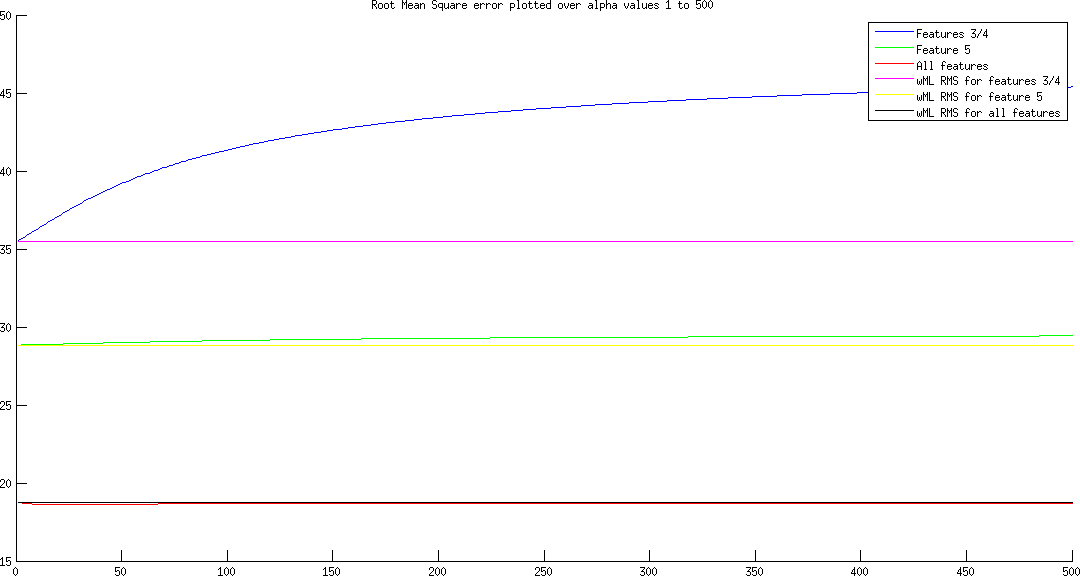 Root Mean Square error plotted over alpha values 1 to 500
50
Features 3/4
Feature 5
All features
wML RMS for features 3/4
wML RMS for feature 5
wML RMS for all features
45
40
35
30
25
20
15
0 50 100 150 200 250 300 350 400 450 500